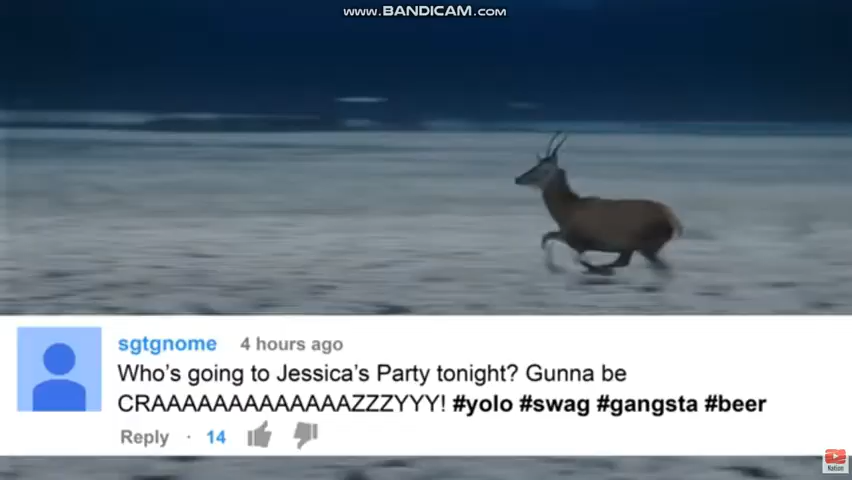 www.BANDICAM.com
sgtgnome 4 hours ago
Who's going to Jessica's Party tonight? Gunna be
CRAAAAAAAAAAAAAZZZYYY! #yolo #swag #gangsta #beer
Reply · 14
Ration